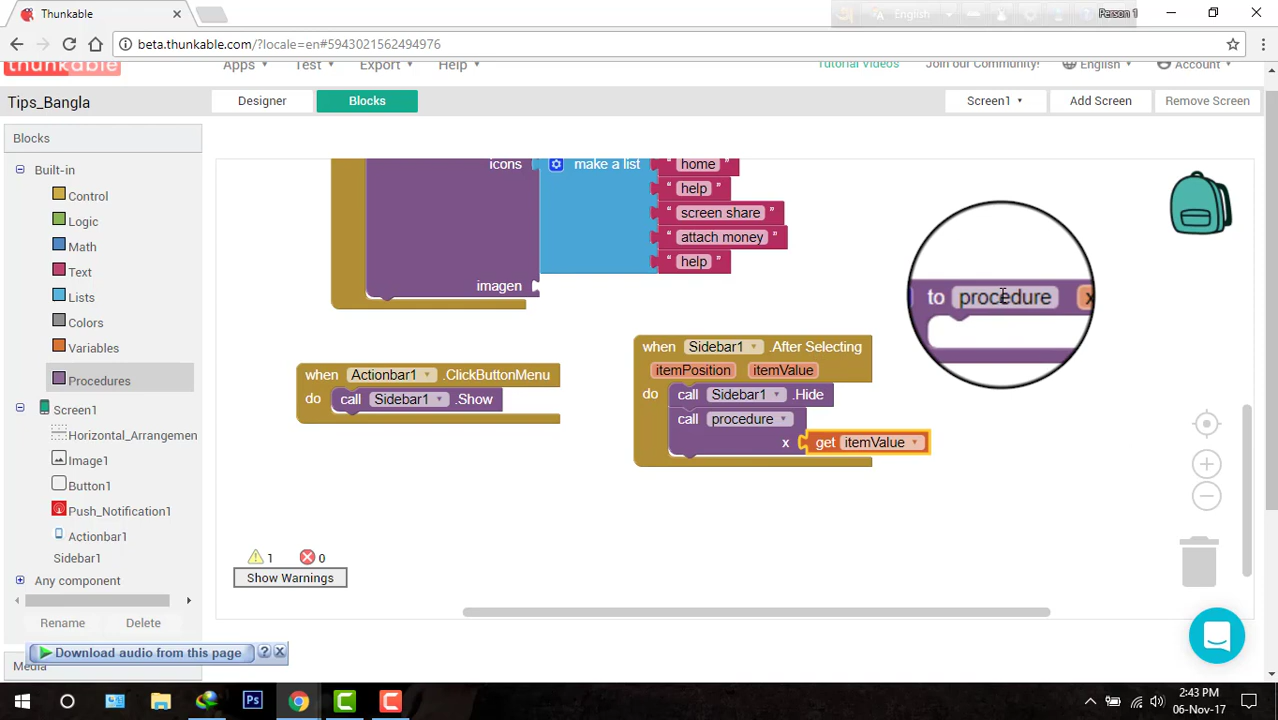 Thunkable
English
Person 1
beta.thunkable.com/?locale=en#5943021562494976
thunkable
Apps
Test
Export
Help
Tutorial Videos
Join our Community!
English
Account
Tips_Bangla
Designer
Blocks
Screen1
Add Screen
Remove Screen
Blocks
Built-in
Control
Logic
Math
Text
Lists
Colors
Variables
Procedures
Screen1
Horizontal_Arrangemen
Image1
Button1
Push_Notification1
Actionbar1
Sidebar1
Any component
Rename
Delete
Media
Download audio from this page
?
icons
make a list
“ home ”
“ help ”
“ screen share ”
“ attach money ”
“ help ”
imagen
to procedure x
when Actionbar1 .ClickButtonMenu
do call Sidebar1 .Show
when Sidebar1 .After Selecting
itemPosition itemValue
do call Sidebar1 .Hide
call procedure
x get itemValue
1
0
Show Warnings
Ps
2:43 PM
06-Nov-17